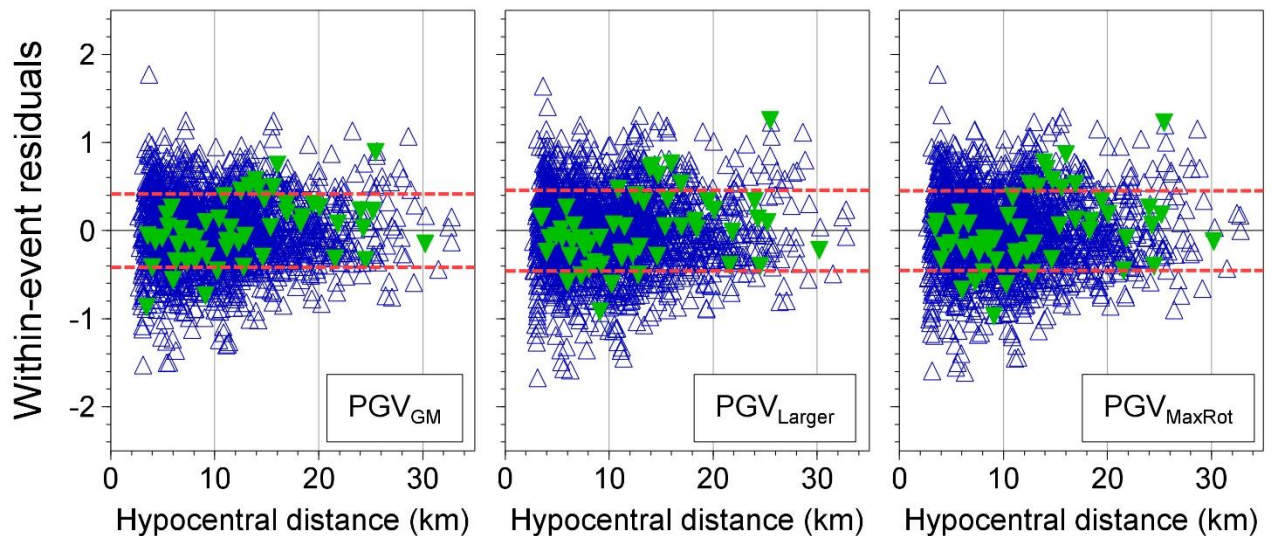 Within-event residuals
2
1
0
-1
-2
PGV_GM
PGV_Larger
PGV_MaxRot
0 10 20 30
0 10 20 30
0 10 20 30
Hypocentral distance (km)
Hypocentral distance (km)
Hypocentral distance (km)